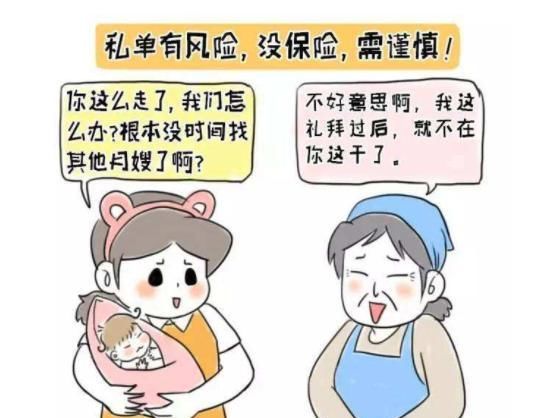 私单有风险,没保险,需谨慎!
你这么走了,我们怎
么办?根本没时间找
其他月嫂了啊?
不好意思啊,我这
礼拜过后,就不在
你这干了。